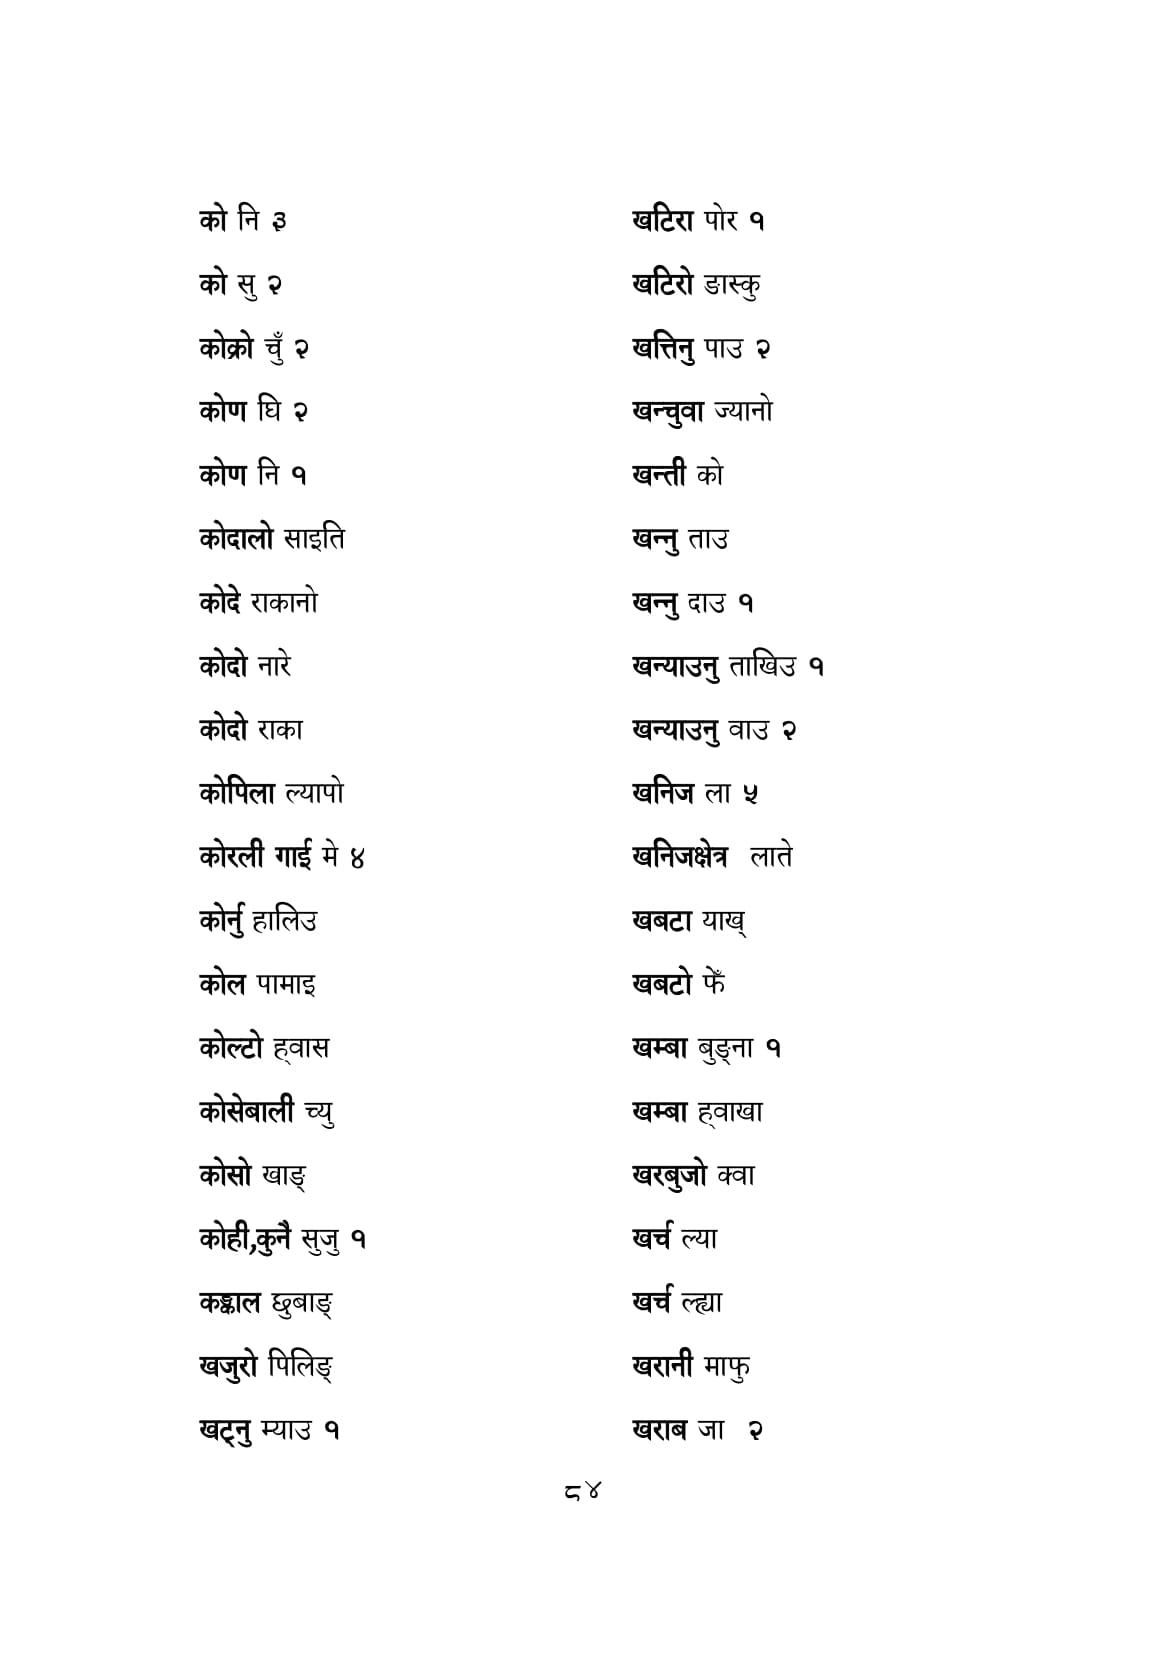 को नि ३
को सु २
कोक्रो चुँ २
कोण घि २
कोण नि १
कोदालो साइति
कोदे राकानो
कोदो नारे
कोदो राका
कोपिला ल्यापो
कोरली गाई मे ४
कोर्नु हालिउ
कोल पामाइ
कोल्टो ह्वास
कोसेबाली च्यु
कोसो खाङ्
कोही,कुनै सुजु १
कङ्काल छुबाङ्
खजुरो पिलिङ्
खट्नु म्याउ १
खटिरा पोर १
खटिरो ङास्कु
खत्तिनु पाउ २
खन्चुवा ज्यानो
खन्ती को
खन्नु ताउ
खन्नु दाउ १
खन्याउनु ताखिउ १
खन्याउनु वाउ २
खनिज ला ५
खनिजक्षेत्र लाते
खबटा याख्
खबटो फेँ
खम्बा बुङ्ना १
खम्बा ह्वाखा
खरबुजो क्वा
खर्च ल्या
खर्च ल्ह्या
खरानी माफु
खराब जा २
८४